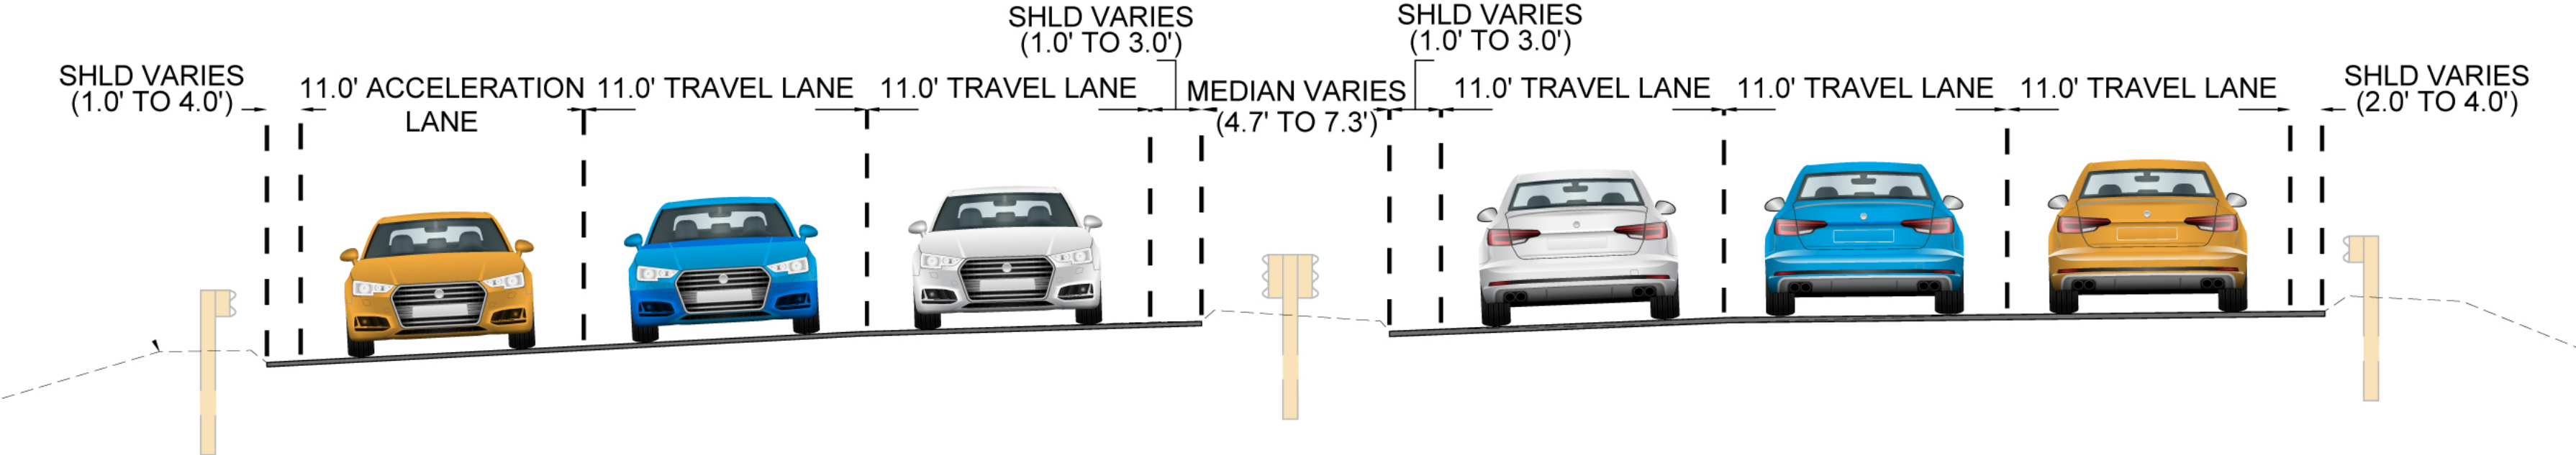 SHLD VARIES
(1.0' TO 4.0')
11.0' ACCELERATION
LANE
11.0' TRAVEL LANE
11.0' TRAVEL LANE
SHLD VARIES
(1.0' TO 3.0')
MEDIAN VARIES
(4.7' TO 7.3')
SHLD VARIES
(1.0' TO 3.0')
11.0' TRAVEL LANE
11.0' TRAVEL LANE
11.0' TRAVEL LANE
SHLD VARIES
(2.0' TO 4.0')